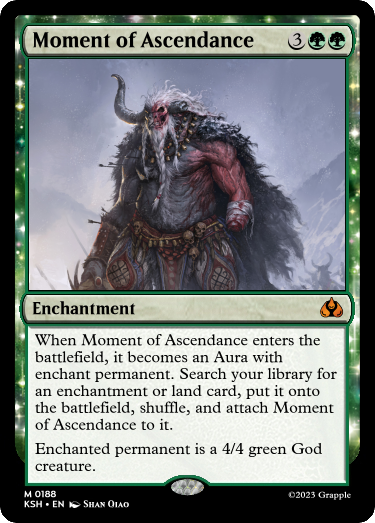 Moment of Ascendance 3
Enchantment
When Moment of Ascendance enters the
battlefield, it becomes an Aura with
enchant permanent. Search your library for
an enchantment or land card, put it onto
the battlefield, shuffle, and attach Moment
of Ascendance to it.
Enchanted permanent is a 4/4 green God
creature.
M 0188
KSH • EN Shan Qiao
©2023 Grapple